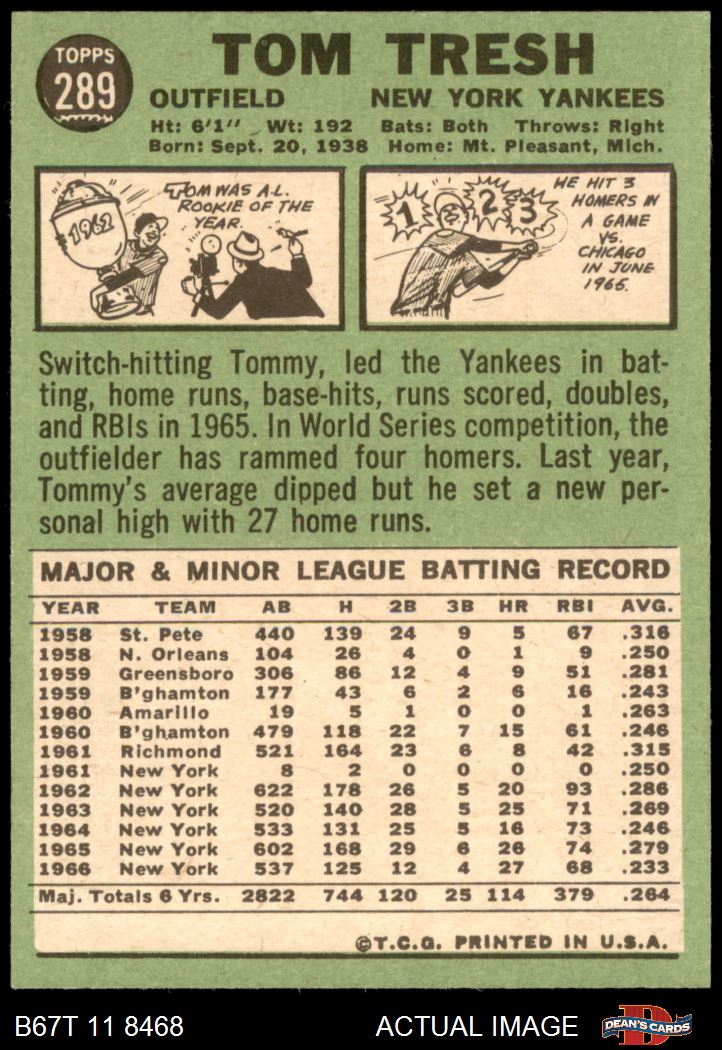 TOPPS
289
TOM TRESH
OUTFIELD NEW YORK YANKEES
Ht: 6'1" Wt: 192 Bats: Both Throws: Right
Born: Sept. 20, 1938 Home: Mt. Pleasant, Mich.
1962
TOM WAS A.L.
ROOKIE OF THE
YEAR.
1 2 3
HE HIT 3
HOMERS IN
A GAME
VS.
CHICAGO
IN JUNE
1965.
Switch-hitting Tommy, led the Yankees in bat-
ting, home runs, base-hits, runs scored, doubles,
and RBIs in 1965. In World Series competition, the
outfielder has rammed four homers. Last year,
Tommy's average dipped but he set a new per-
sonal high with 27 home runs.
MAJOR & MINOR LEAGUE BATTING RECORD
YEAR TEAM AB H 2B 3B HR RBI AVG.
1958 St. Pete 440 139 24 9 5 67 .316
1958 N. Orleans 104 26 4 0 1 9 .250
1959 Greensboro 306 86 12 4 9 51 .281
1959 B'ghamton 177 43 6 2 6 16 .243
1960 Amarillo 19 5 1 0 0 1 .263
1960 B'ghamton 479 118 22 7 15 61 .246
1961 Richmond 521 164 23 6 8 42 .315
1961 New York 8 2 0 0 0 0 .250
1962 New York 622 178 26 5 20 93 .286
1963 New York 520 140 28 5 25 71 .269
1964 New York 533 131 25 5 16 73 .246
1965 New York 602 168 29 6 26 74 .279
1966 New York 537 125 12 4 27 68 .233
Maj. Totals 6 Yrs. 2822 744 120 25 114 379 .264
©T.C.G. PRINTED IN U.S.A.
B67T 11 8468 ACTUAL IMAGE D DEAN'S CARDS